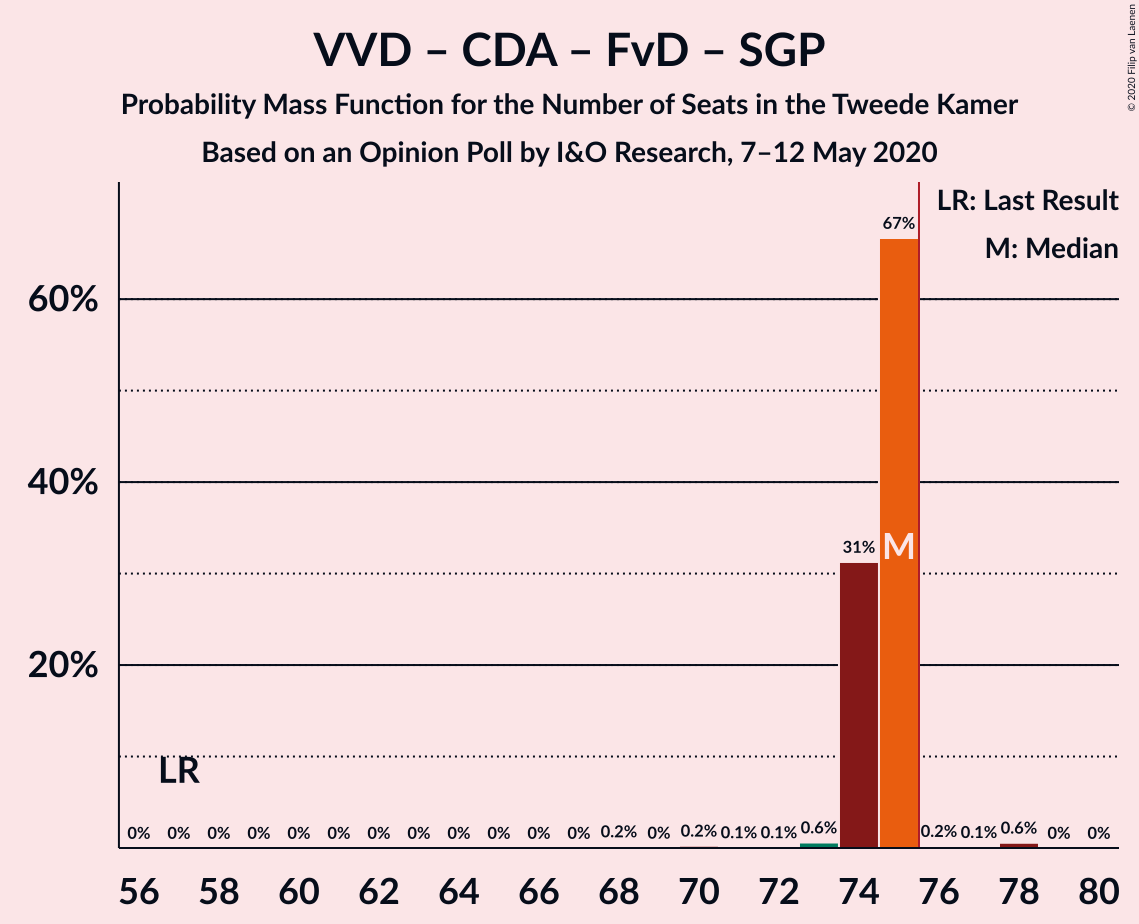 VVD – CDA – FvD – SGP
Probability Mass Function for the Number of Seats in the Tweede Kamer
Based on an Opinion Poll by I&O Research, 7–12 May 2020
© 2020 Filip van Laenen
LR: Last Result
M: Median
67%
60%
40%
31%
M
20%
LR
0% 0% 0% 0% 0% 0% 0% 0% 0% 0% 0% 0% 0.2% 0% 0.2% 0.1% 0.1% 0.6% 0.2% 0.1% 0.6% 0% 0%
56 58 60 62 64 66 68 70 72 74 76 78 80